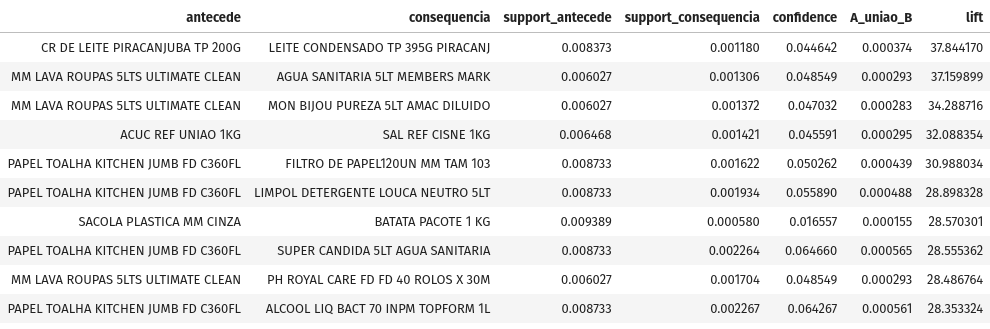 antecede consequencia support_antecede support_consequencia confidence A_uniao_B lift
CR DE LEITE PIRACANJUBA TP 200G LEITE CONDENSADO TP 395G PIRACANJ 0.008373 0.001180 0.044642 0.000374 37.844170
MM LAVA ROUPAS 5LTS ULTIMATE CLEAN AGUA SANITARIA 5LT MEMBERS MARK 0.006027 0.001306 0.048549 0.000293 37.159899
MM LAVA ROUPAS 5LTS ULTIMATE CLEAN MON BIJOU PUREZA 5LT AMAC DILUIDO 0.006027 0.001372 0.047032 0.000283 34.288716
ACUC REF UNIAO 1KG SAL REF CISNE 1KG 0.006468 0.001421 0.045591 0.000295 32.088354
PAPEL TOALHA KITCHEN JUMB FD C360FL FILTRO DE PAPEL120UN MM TAM 103 0.008733 0.001622 0.050262 0.000439 30.988034
PAPEL TOALHA KITCHEN JUMB FD C360FL LIMPOL DETERGENTE LOUCA NEUTRO 5LT 0.008733 0.001934 0.055890 0.000488 28.898328
SACOLA PLASTICA MM CINZA BATATA PACOTE 1 KG 0.009389 0.000580 0.016557 0.000155 28.570301
PAPEL TOALHA KITCHEN JUMB FD C360FL SUPER CANDIDA 5LT AGUA SANITARIA 0.008733 0.002264 0.064660 0.000565 28.555362
MM LAVA ROUPAS 5LTS ULTIMATE CLEAN PH ROYAL CARE FD FD 40 ROLOS X 30M 0.006027 0.001704 0.048549 0.000293 28.486764
PAPEL TOALHA KITCHEN JUMB FD C360FL ALCOOL LIQ BACT 70 INPM TOPFORM 1L 0.008733 0.002267 0.064267 0.000561 28.353324